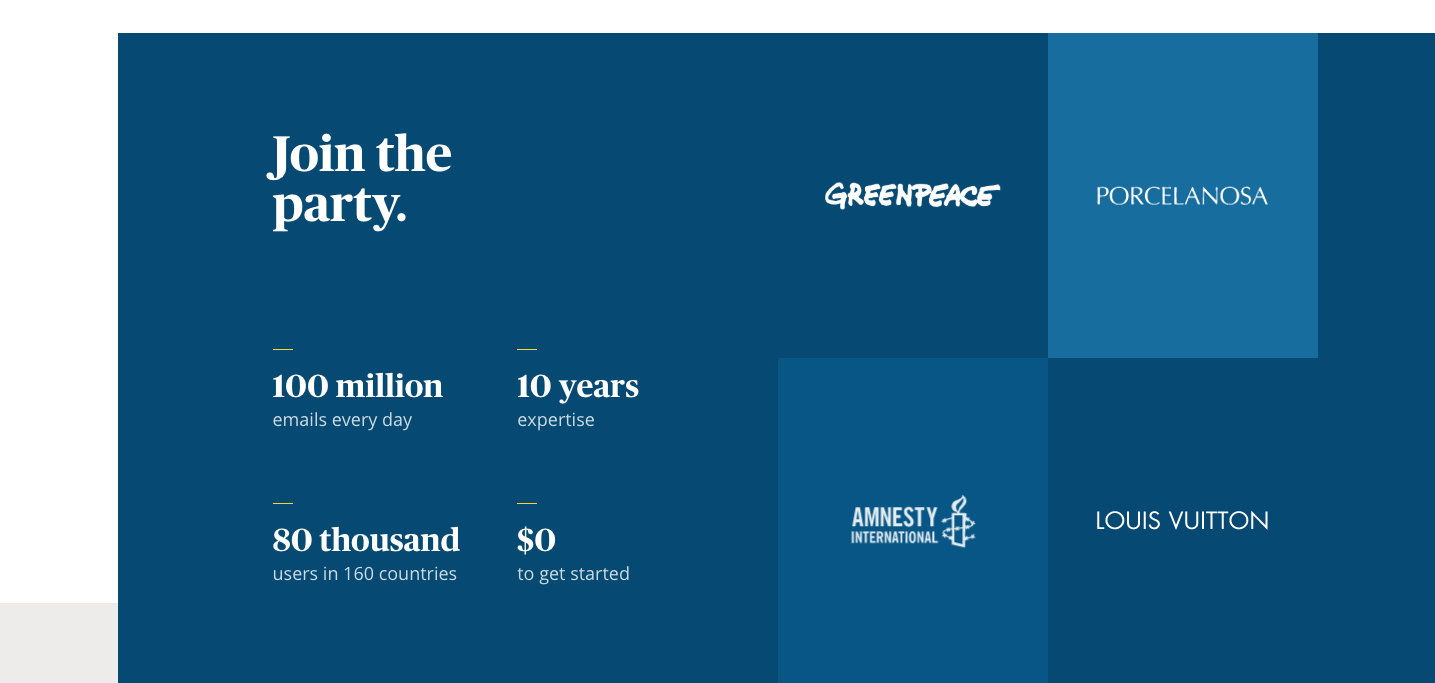 Join the
party.
100 million
emails every day
10 years
expertise
80 thousand
users in 160 countries
$0
to get started
GREENPEACE
PORCELANOSA
AMNESTY
INTERNATIONAL
LOUIS VUITTON